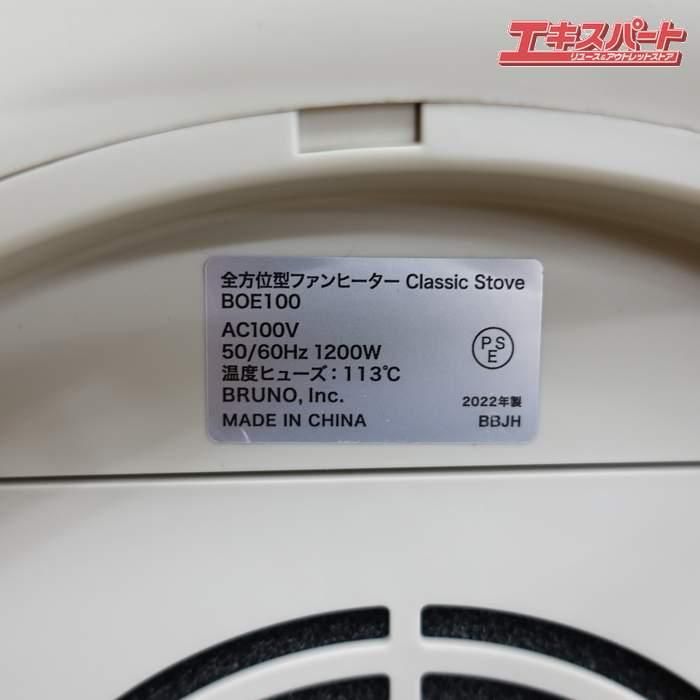 エキスパート
リユース&アウトレットストア
全方位型ファンヒーター Classic Stove
BOE100
AC100V
50/60Hz 1200W
温度ヒューズ：113℃
BRUNO, Inc.
MADE IN CHINA
PS
E
2022年製
BBJH